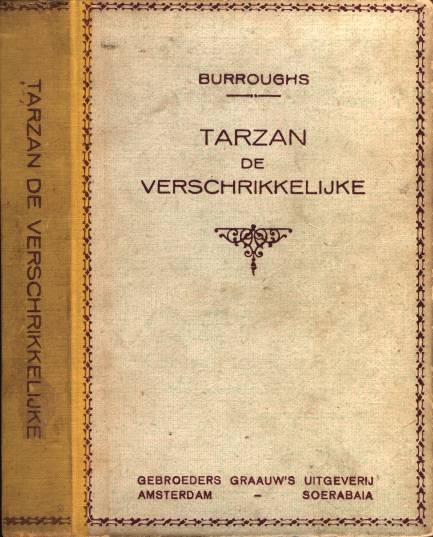 TARZAN DE VERSCHRIKKELIJKE
BURROUGHS
TARZAN
DE
VERSCHRIKKELIJKE
GEBROEDERS GRAAUW'S UITGEVERIJ
AMSTERDAM – SOERABAIA